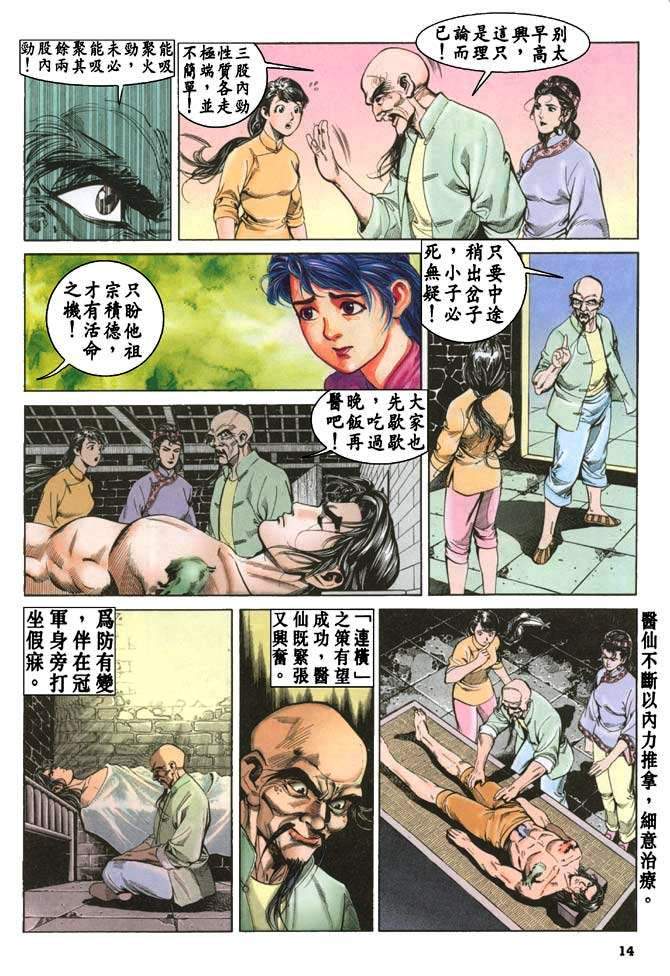 别太
早高
興，
這只
是理
論而
已！
三股內勁
性質各走
極端，並
不簡單！
能吸
聚火
勁，
未必
能吸
聚其
餘兩
股內
勁！
只要中途
稍出岔子
，小子必
死無疑！
只盼他祖
宗積德，
才有活命
之機！
大家也
先歇歇
，吃過
晚飯再
醫吧！
醫仙不斷以內力推拿，細意治療。
「連橫」
之策有望
成功，醫
仙既緊張
又興奮。
爲防有變
，伴在冠
軍身旁打
坐假寐。
14